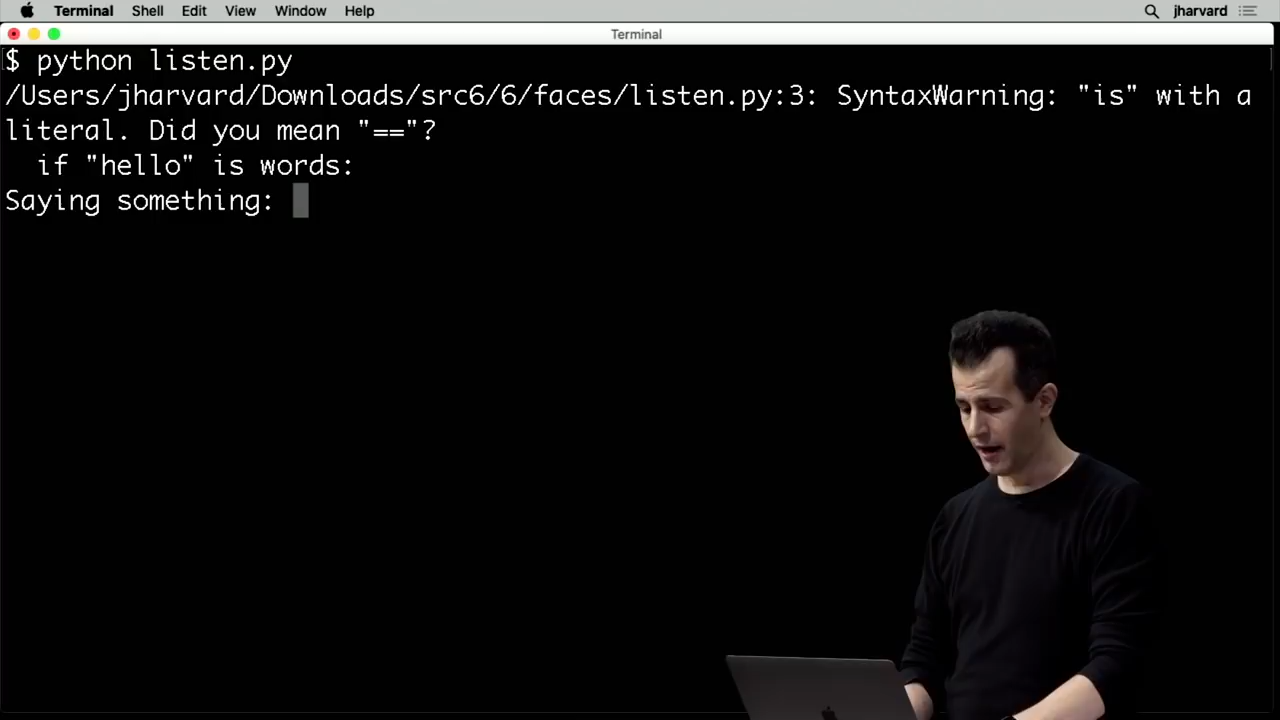 Terminal Shell Edit View Window Help jharvard
Terminal
$ python listen.py
/Users/jharvard/Downloads/src6/6/faces/listen.py:3: SyntaxWarning: "is" with a
literal. Did you mean "=="?
  if "hello" is words:
Saying something: